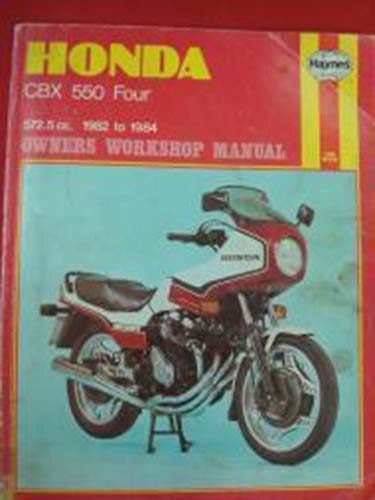 HONDA
Haynes
CBX 550 Four
572.5 cc. 1982 to 1984
OWNERS WORKSHOP MANUAL
HONDA